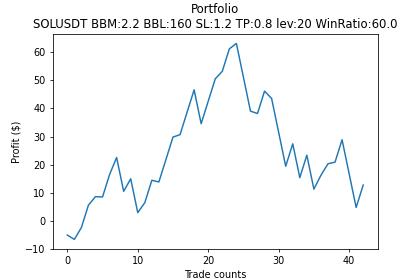 Portfolio
SOLUSDT BBM:2.2 BBL:160 SL:1.2 TP:0.8 lev:20 WinRatio:60.0
60
50
40
30
20
10
0
−10
Profit ($)
0 10 20 30 40
Trade counts